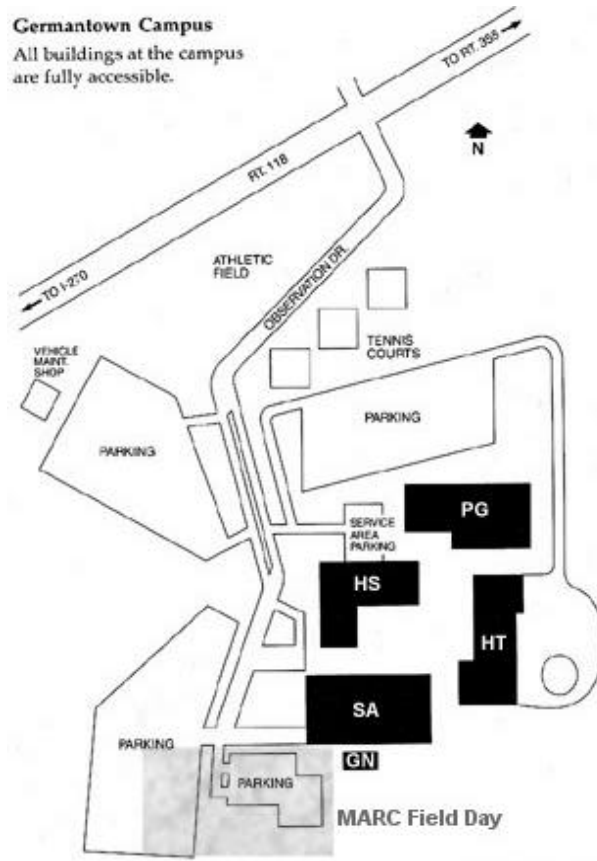 Germantown Campus
All buildings at the campus
are fully accessible.
TO RT. 355
N
RT. 118
TO I-270
ATHLETIC
FIELD
OBSERVATION DR.
VEHICLE
MAINT.
SHOP
TENNIS
COURTS
PARKING
PARKING
PG
SERVICE
AREA
PARKING
HS
HT
SA
PARKING
GN
PARKING
MARC Field Day